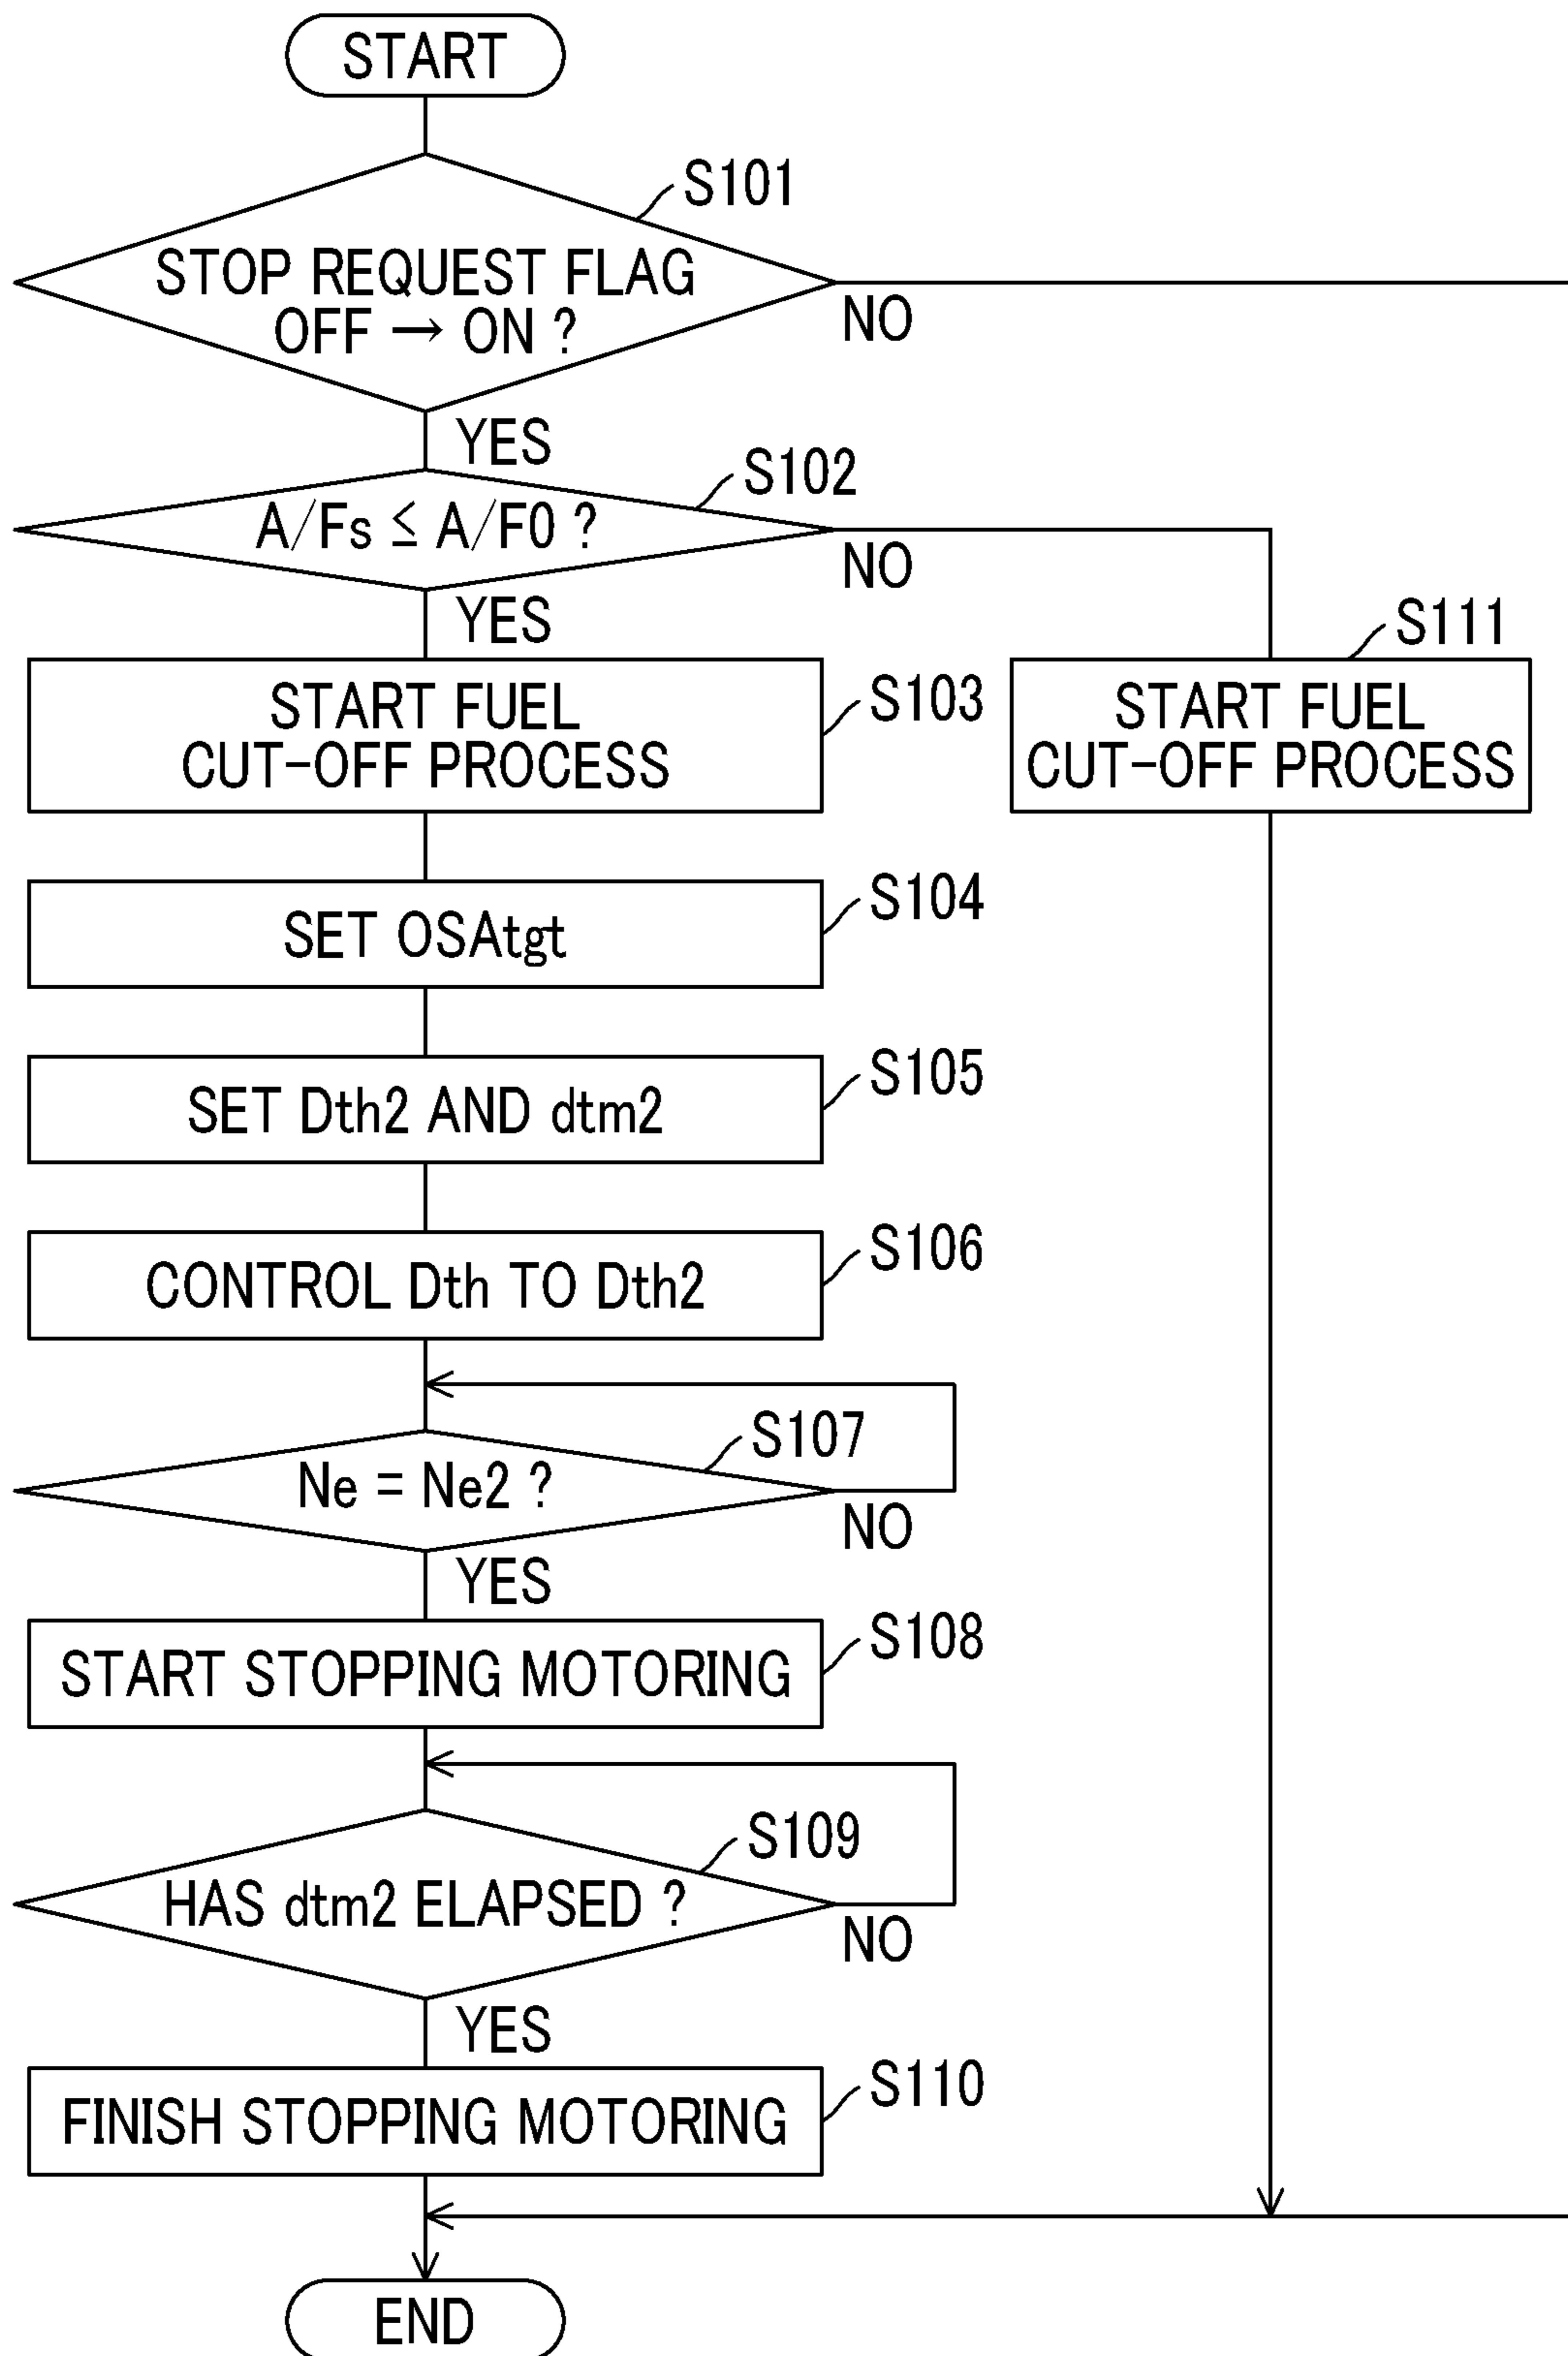 START
S101
STOP REQUEST FLAG
OFF → ON ?
NO
YES
S102
A/Fs ≤ A/F0 ?
NO
YES
S103
START FUEL
CUT-OFF PROCESS
S111
START FUEL
CUT-OFF PROCESS
S104
SET OSAtgt
S105
SET Dth2 AND dtm2
S106
CONTROL Dth TO Dth2
S107
Ne = Ne2 ?
NO
YES
S108
START STOPPING MOTORING
S109
HAS dtm2 ELAPSED ?
NO
YES
S110
FINISH STOPPING MOTORING
END